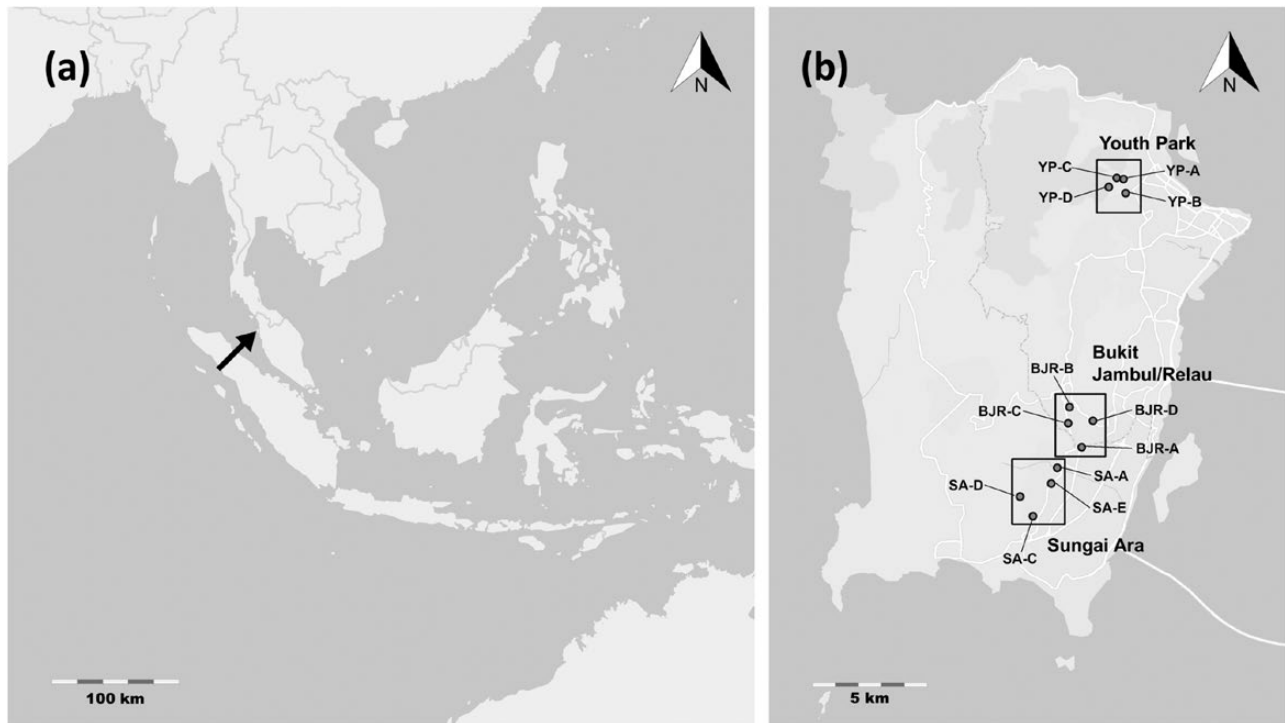 (a)
N
100 km
(b)
N
Youth Park
YP-C
YP-A
YP-D
YP-B
Bukit
Jambul/Relau
BJR-B
BJR-C
BJR-D
BJR-A
SA-A
SA-D
SA-E
Sungai Ara
SA-C
5 km